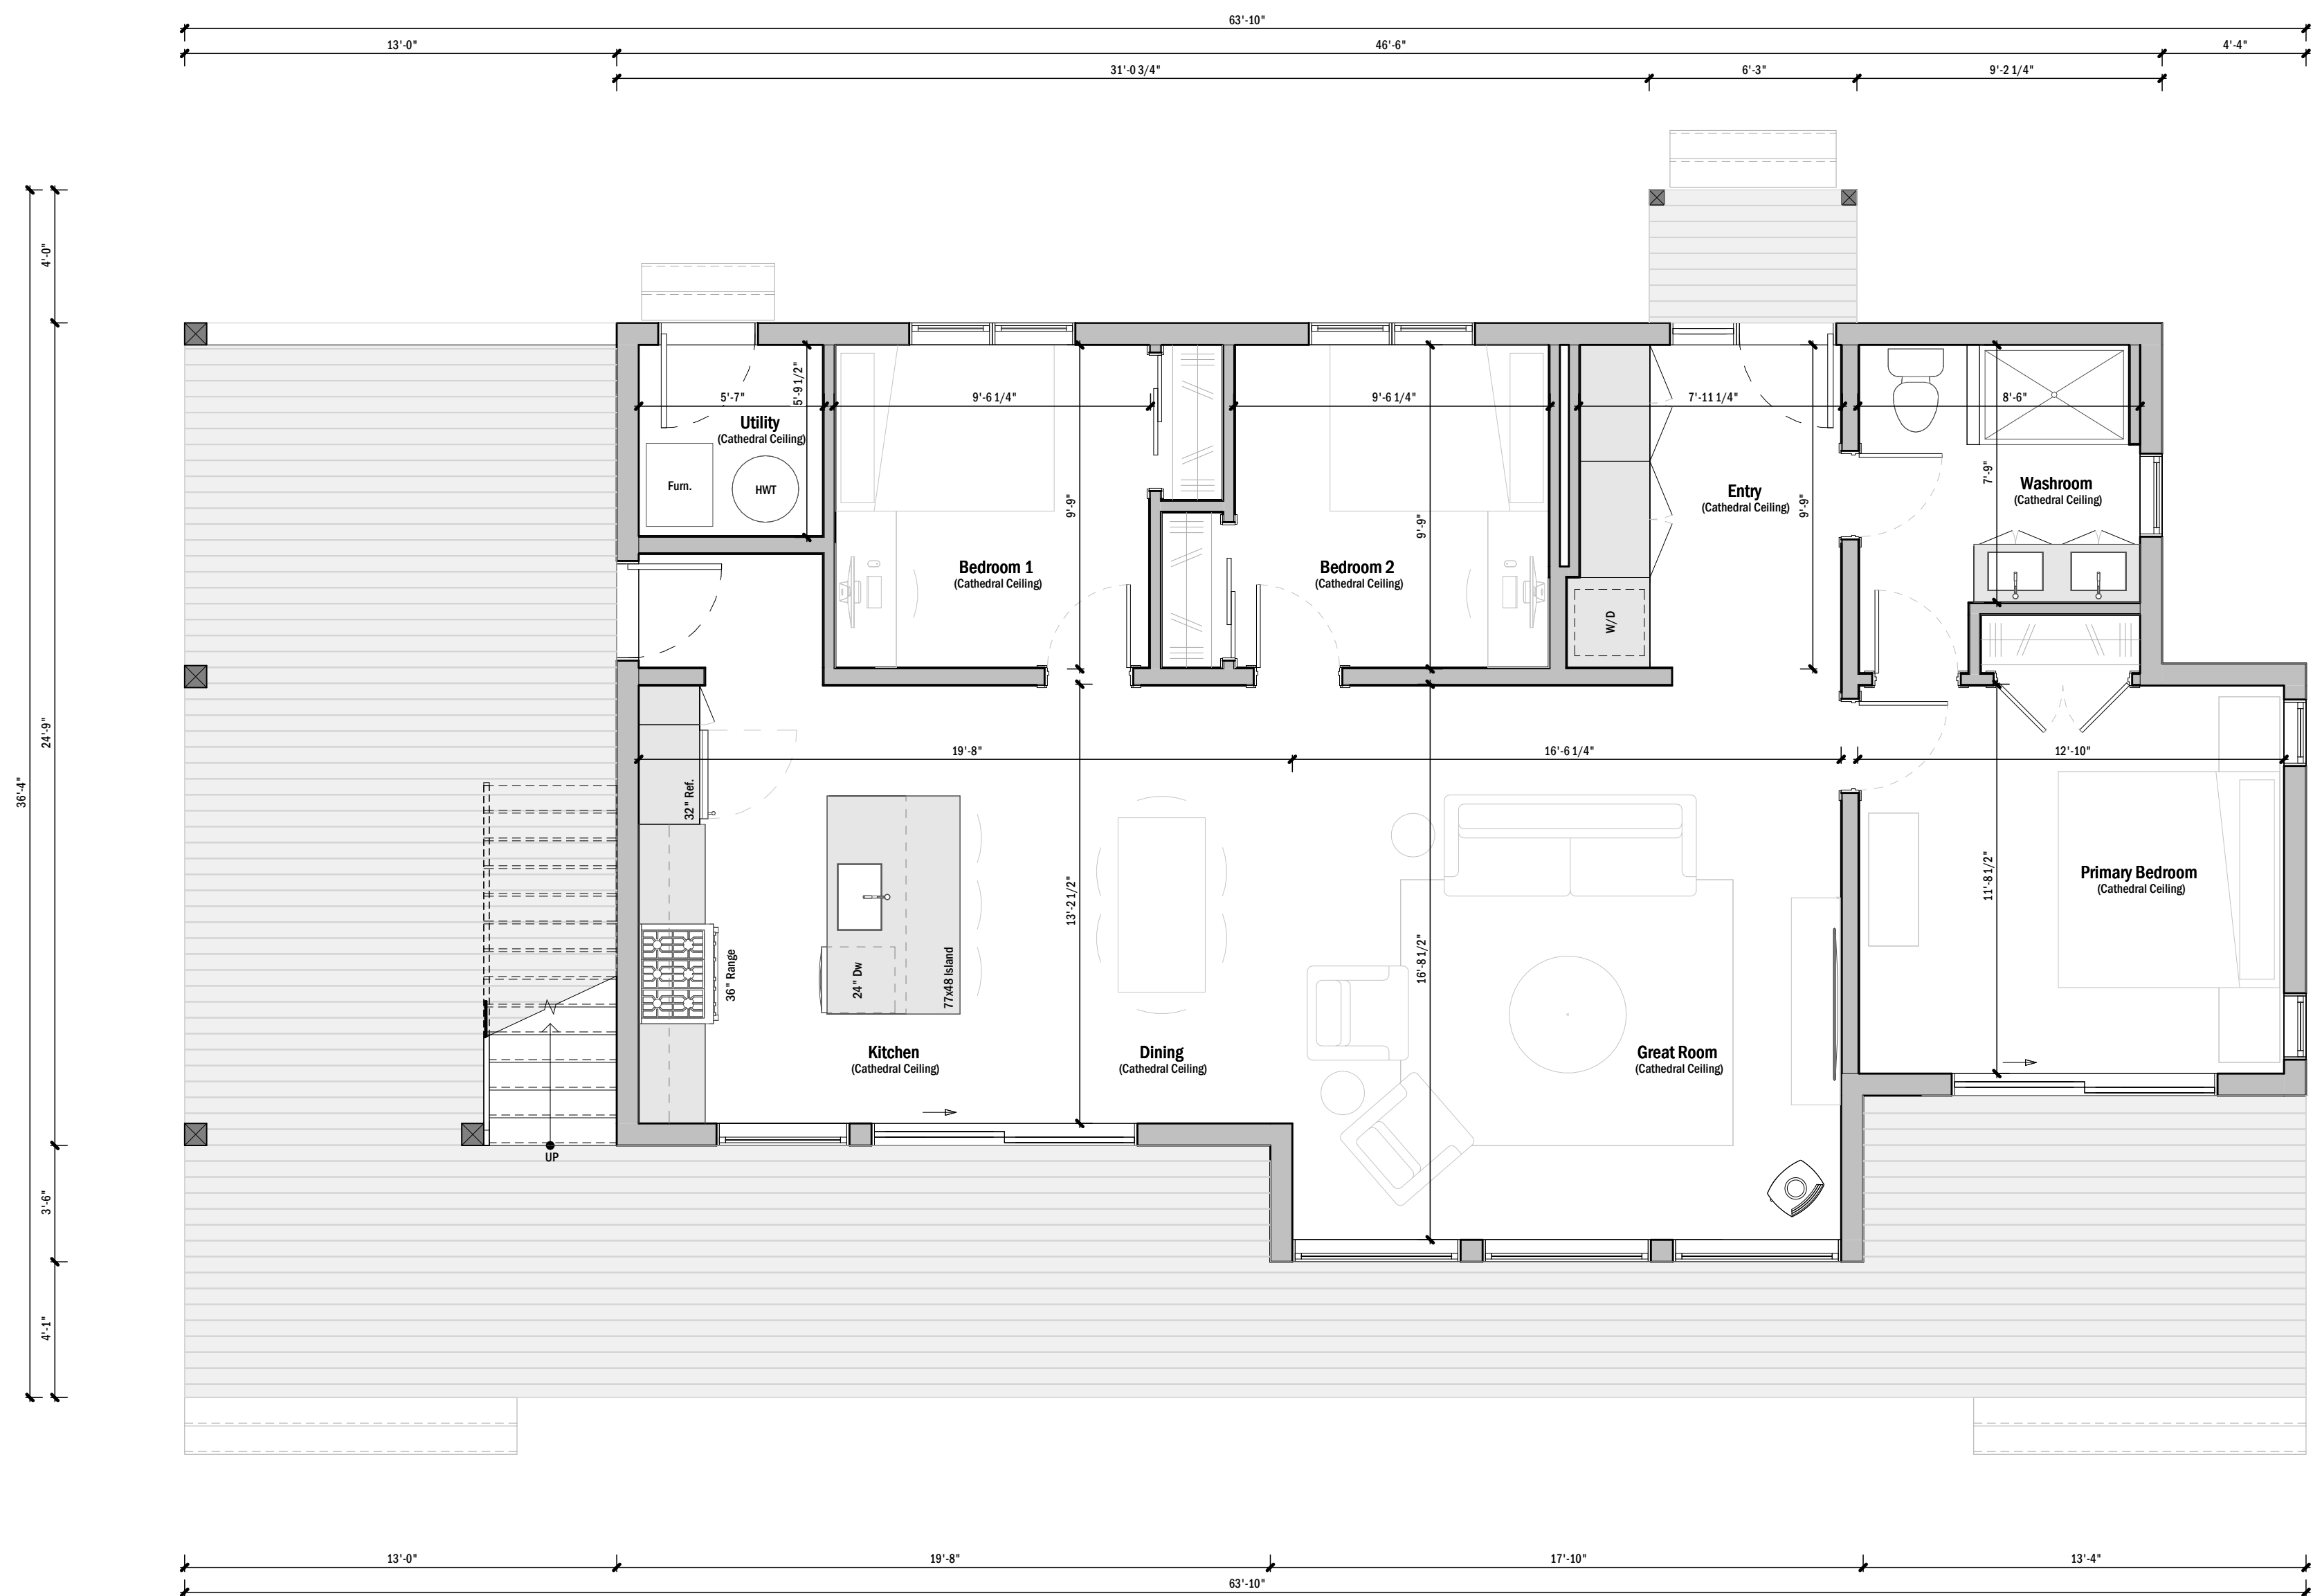 63'-10"
13'-0"
46'-6"
4'-4"
31'-0 3/4"
6'-3"
9'-2 1/4"
36'-4"
4'-0"
24'-9"
3'-6"
4'-1"
5'-7"
5'-9 1/2"
Utility
(Cathedral Ceiling)
Furn.
HWT
9'-6 1/4"
9'-9"
Bedroom 1
(Cathedral Ceiling)
9'-6 1/4"
9'-9"
Bedroom 2
(Cathedral Ceiling)
7'-11 1/4"
Entry
(Cathedral Ceiling)
9'-9"
W/D
8'-6"
7'-9"
Washroom
(Cathedral Ceiling)
19'-8"
16'-6 1/4"
12'-10"
32" Ref.
36" Range
24" Dw
77x48 Island
13'-2 1/2"
16'-8 1/2"
11'-8 1/2"
Primary Bedroom
(Cathedral Ceiling)
Kitchen
(Cathedral Ceiling)
Dining
(Cathedral Ceiling)
Great Room
(Cathedral Ceiling)
UP
13'-0"
19'-8"
17'-10"
13'-4"
63'-10"